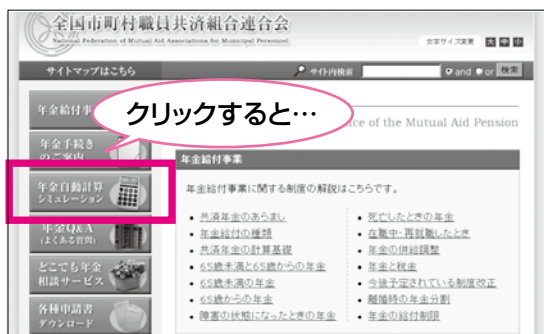 全国市町村職員共済組合連合会
National Federation of Mutual Aid Associations for Municipal Personnel
文字サイズ変更 大 中 小
サイトマップはこちら
サイト内検索 and or 検索
年金給付事
クリックすると…
ce of the Mutual Aid Pension
年金手続き
のご案内
年金給付事業
年金自動計算
シミュレーション
年金給付事業に関する制度の解説はこちらです。
• 共済年金のあらまし
• 年金給付の種類
• 共済年金の計算基礎
• 65歳未満と65歳からの年金
• 65歳未満の年金
• 65歳からの年金
• 障害の状態になったときの年金
• 死亡したときの年金
• 在職中・再就職したとき
• 年金の併給調整
• 年金と税金
• 今後予定されている制度改正
• 離婚時の年金分割
• 年金の給付制限
年金Q&A
(よくある質問)
どこでも年金
相談サービス
各種申請書
ダウンロード